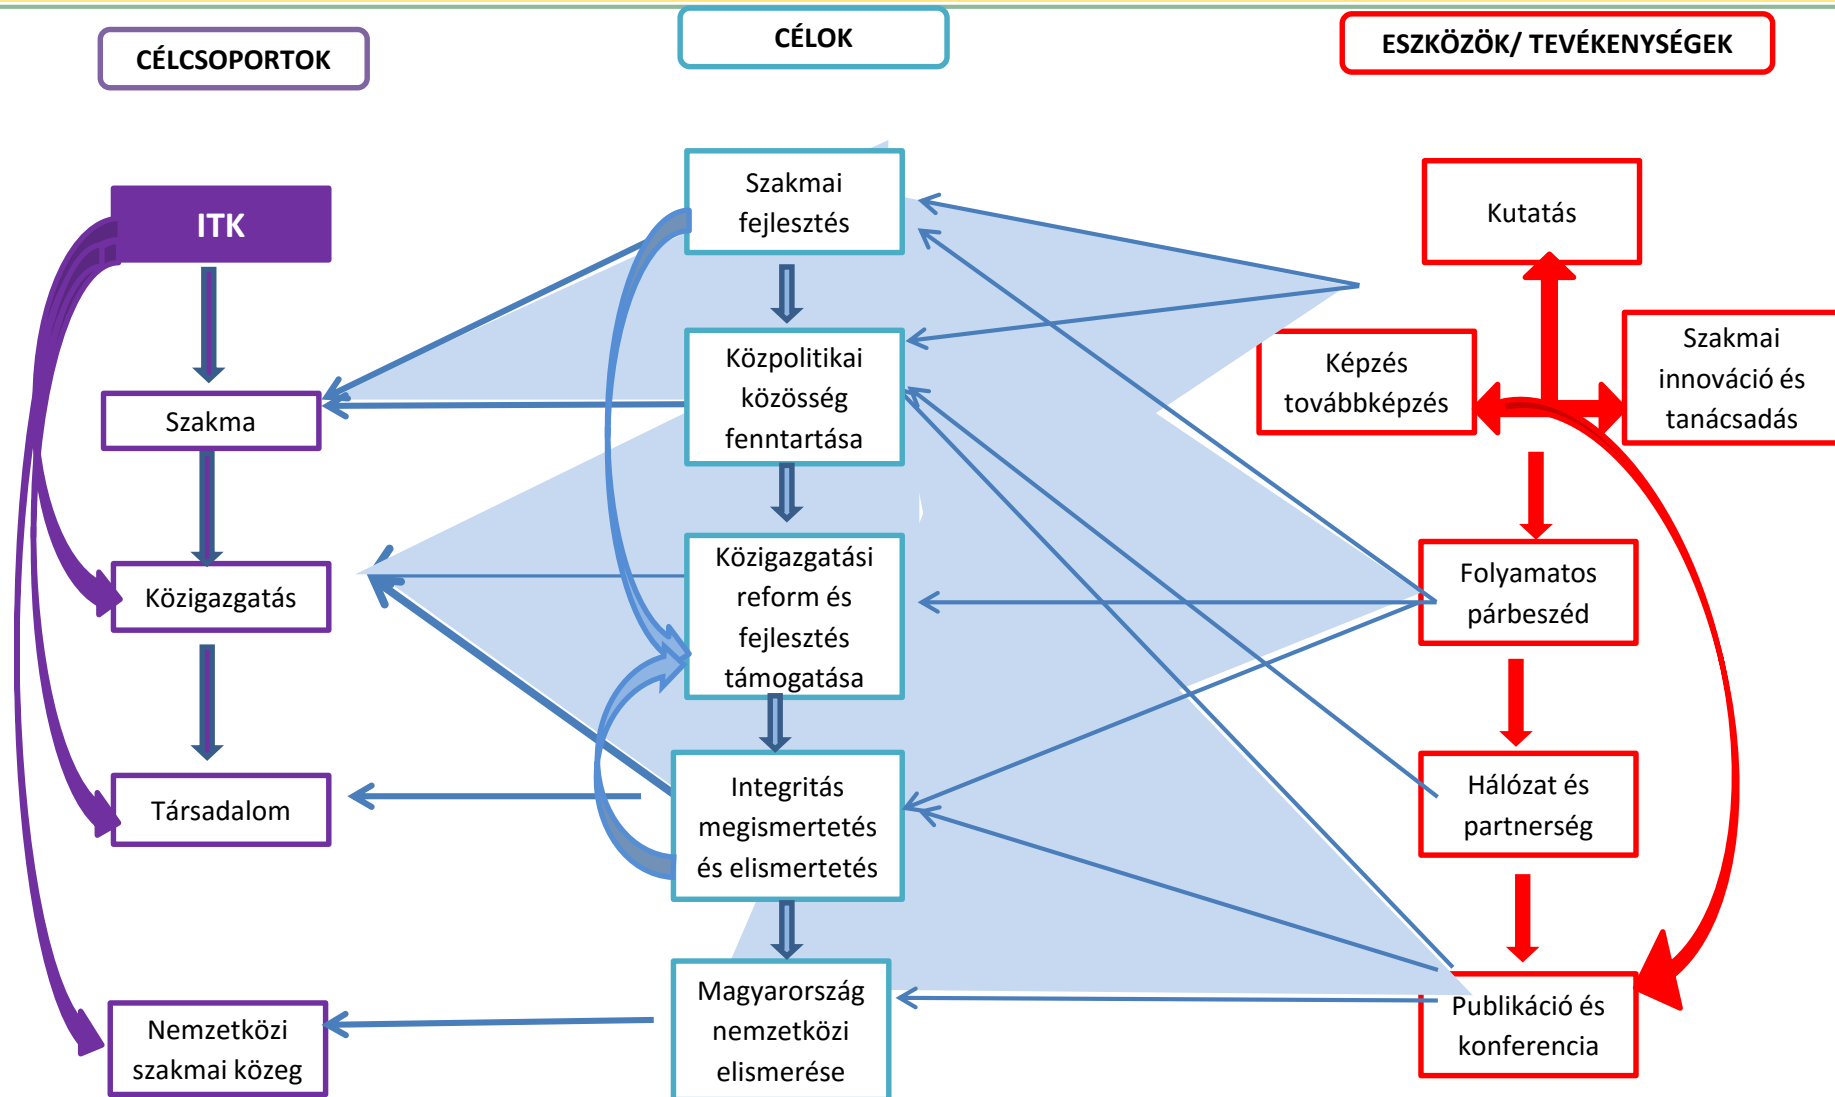 CÉLCSOPORTOK
CÉLOK
ESZKÖZÖK/ TEVÉKENYSÉGEK
ITK
Szakma
Közigazgatás
Társadalom
Nemzetközi
szakmai közeg
Szakmai
fejlesztés
Közpolitikai
közösség
fenntartása
Közigazgatási
reform és
fejlesztés
támogatása
Integritás
megismertetés
és elismertetés
Magyarország
nemzetközi
elismerése
Kutatás
Képzés
továbbképzés
Szakmai
innováció és
tanácsadás
Folyamatos
párbeszéd
Hálózat és
partnerség
Publikáció és
konferencia